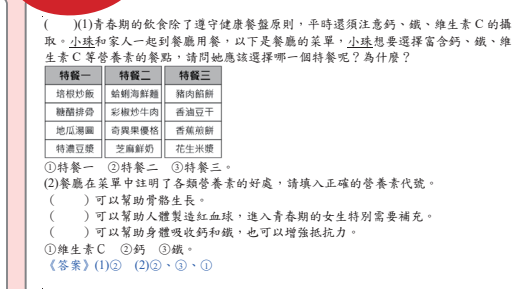 (　　)(1)青春期的飲食除了遵守健康餐盤原則，平時還須注意鈣、鐵、維生素 C 的攝
取。小珠和家人一起到餐廳用餐，以下是餐廳的菜單，小珠想要選擇富含鈣、鐵、維
生素 C 等營養素的餐點，請問她應該選擇哪一個特餐呢？為什麼？
特餐一　特餐二　特餐三
培根炒飯　蛤蜊海鮮麵　豬肉餡餅
糖醋排骨　彩椒炒牛肉　香滷豆干
地瓜湯圓　奇異果優格　香蕉煎餅
特濃豆漿　芝麻鮮奶　花生米漿
①特餐一　②特餐二　③特餐三。
(2)餐廳在菜單中註明了各類營養素的好處，請填入正確的營養素代號。
(　　) 可以幫助骨骼生長。
(　　) 可以幫助人體製造紅血球，進入青春期的女生特別需要補充。
(　　) 可以幫助身體吸收鈣和鐵，也可以增強抵抗力。
①維生素 C　②鈣　③鐵。
《答案》(1)②　(2)②、③、①